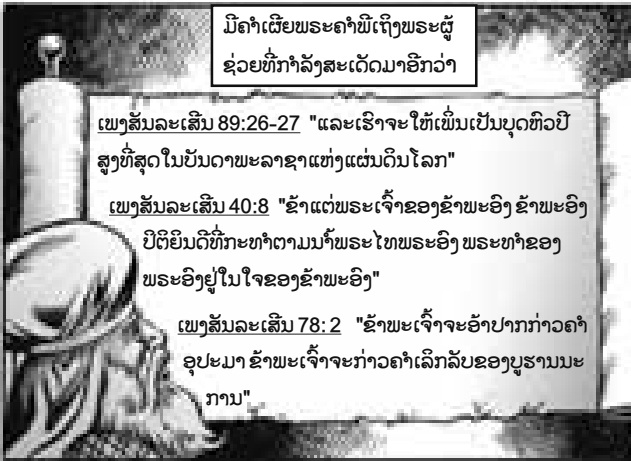 ມີຄຳເຜີຍພຣະຄຳພີເຖິງພຣະຜູ້
ຊ່ວຍທີ່ກຳລັງສະເດັດມາອີກວ່າ
ເພງສັນລະເສີນ 89:26-27 "ແລະເຮົາຈະໃຫ້ເພິ່ນເປັນບຸດຫົວປີ
ສູງທີ່ສຸດໃນບັນດາພະລາຊາແຫ່ງແຜ່ນດິນໂລກ"
ເພງສັນລະເສີນ 40:8 "ຂ້າແຕ່ພຣະເຈົ້າຂອງຂ້າພະອົງ ຂ້າພະອົງ
ປິຕິຍິນດີທີ່ກະທຳຕາມນ້ຳພຣະໄທພຣະອົງ ພຣະທຳຂອງ
ພຣະອົງຢູ່ໃນໃຈຂອງຂ້າພະອົງ"
ເພງສັນລະເສີນ 78: 2 "ຂ້າພະເຈົ້າຈະອ້າປາກກ່າວຄຳ
ອຸປະມາ ຂ້າພະເຈົ້າຈະກ່າວຄຳເລິກລັບຂອງບູຮານນະ
ການ"